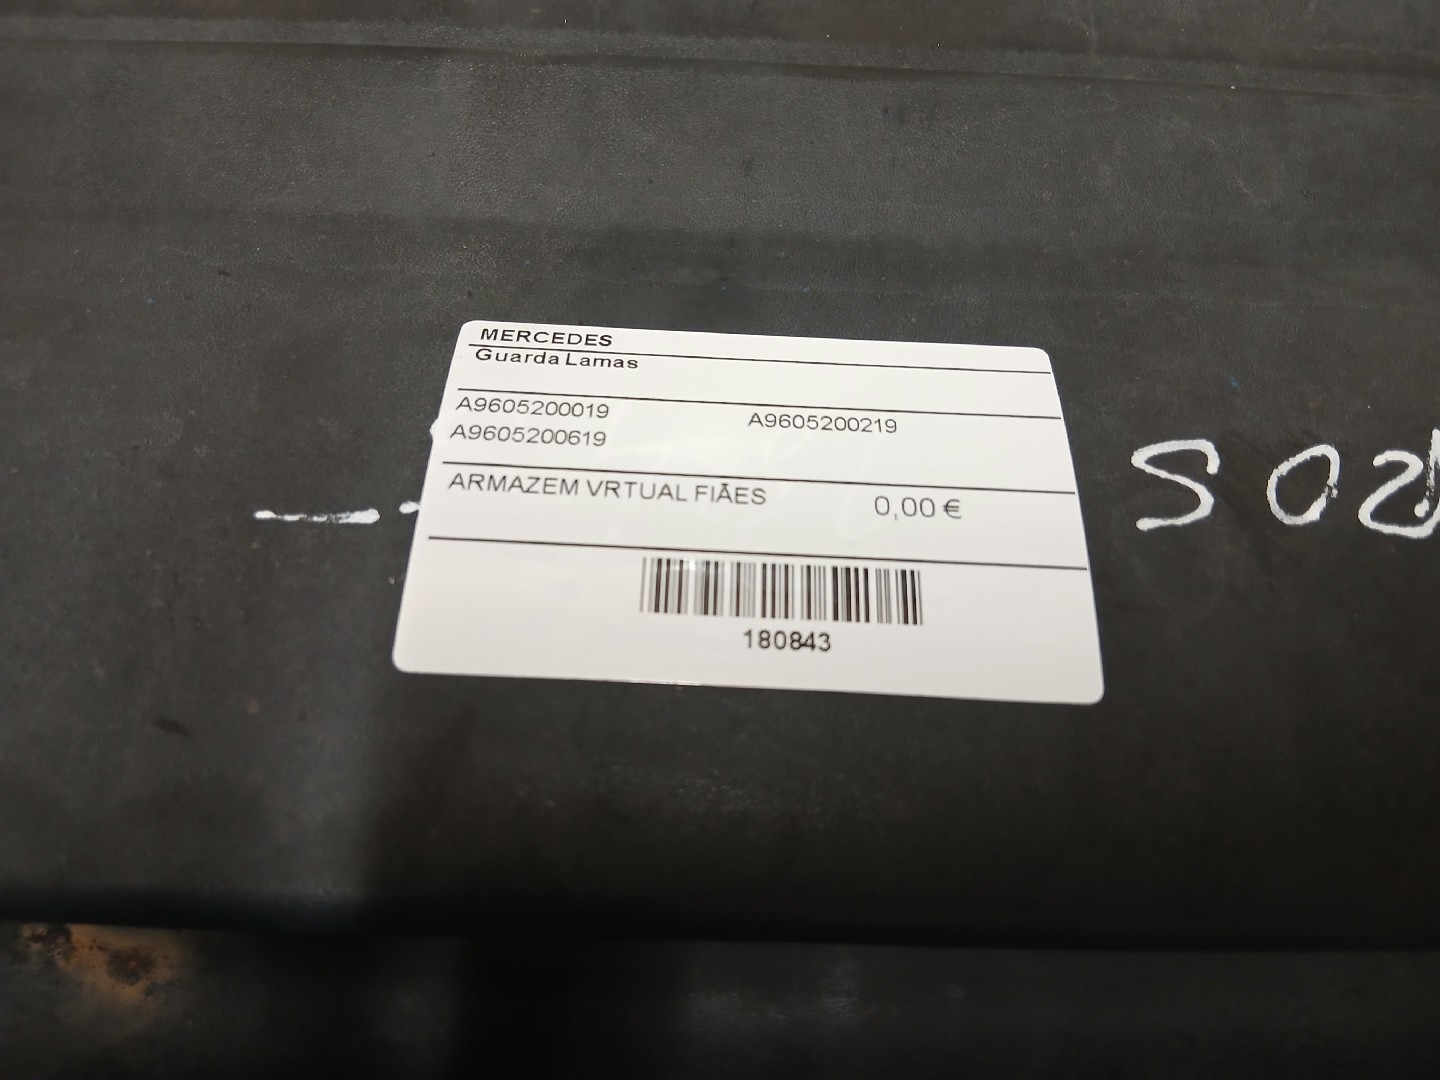 MERCEDES
Guarda Lamas
A9605200019 A9605200219
A9605200619
ARMAZEM VRTUAL FIÃES 0,00 €
180843